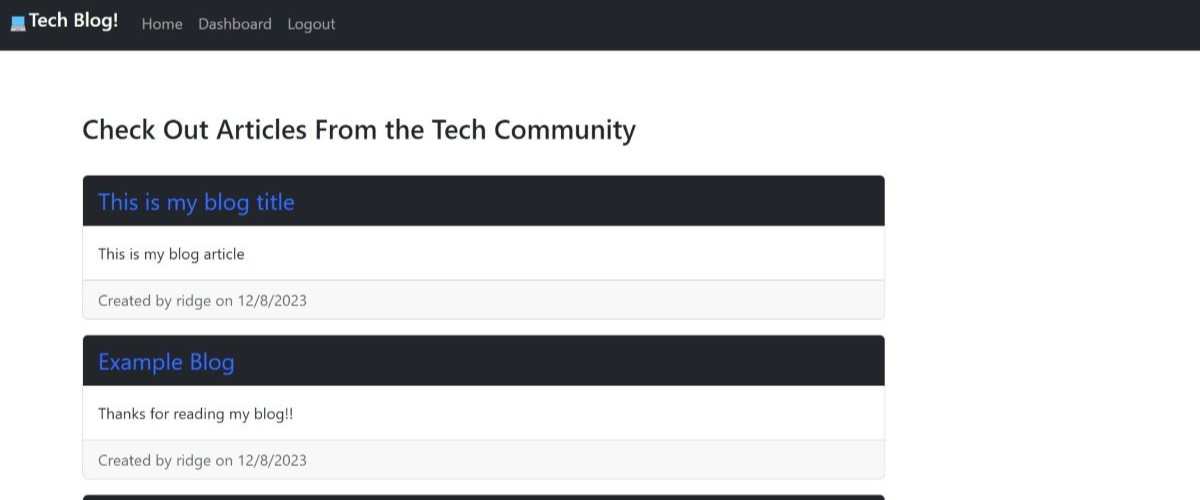 Tech Blog! Home Dashboard Logout
Check Out Articles From the Tech Community
This is my blog title
This is my blog article
Created by ridge on 12/8/2023
Example Blog
Thanks for reading my blog!!
Created by ridge on 12/8/2023